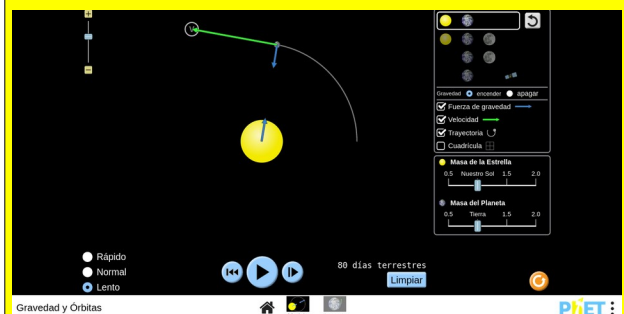 V
Gravedad encender apagar
Fuerza de gravedad
Velocidad
Trayectoria
Cuadrícula
Masa de la Estrella
0.5 Nuestro Sol 1.5 2.0
Masa del Planeta
0.5 Tierra 1.5 2.0
Rápido
Normal
Lento
80 días terrestres
Limpiar
Gravedad y Órbitas
PhET